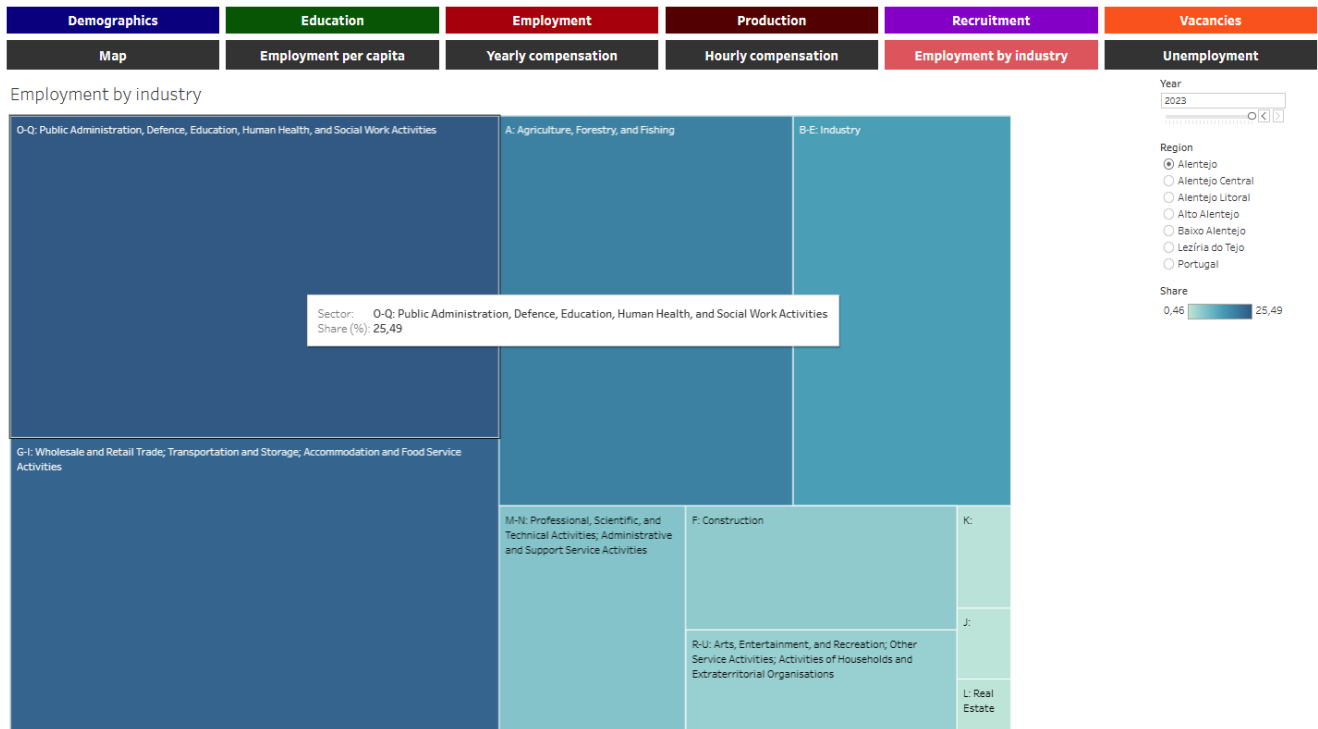 Demographics
Education
Employment
Production
Recruitment
Vacancies
Map
Employment per capita
Yearly compensation
Hourly compensation
Employment by industry
Unemployment
Employment by industry
O-Q: Public Administration, Defence, Education, Human Health, and Social Work Activities
A: Agriculture, Forestry, and Fishing
B-E: Industry
Sector: O-Q: Public Administration, Defence, Education, Human Health, and Social Work Activities
Share (%): 25,49
G-I: Wholesale and Retail Trade; Transportation and Storage; Accommodation and Food Service
Activities
M-N: Professional, Scientific, and
Technical Activities; Administrative
and Support Service Activities
F: Construction
K:
R-U: Arts, Entertainment, and Recreation; Other
Service Activities; Activities of Households and
Extraterritorial Organisations
J:
L: Real
Estate
Year
2023
Region
Alentejo
Alentejo Central
Alentejo Litoral
Alto Alentejo
Baixo Alentejo
Lezíria do Tejo
Portugal
Share
0,46
25,49